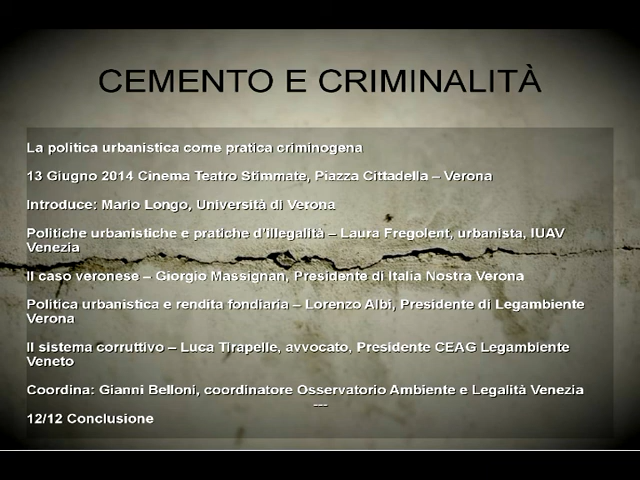 CEMENTO E CRIMINALITÀ
La politica urbanistica come pratica criminogena
13 Giugno 2014 Cinema Teatro Stimmate, Piazza Cittadella – Verona
Introduce: Mario Longo, Università di Verona
Politiche urbanistiche e pratiche d'illegalità – Laura Fregolent, urbanista, IUAV
Venezia
Il caso veronese – Giorgio Massignan, Presidente di Italia Nostra Verona
Politica urbanistica e rendita fondiaria – Lorenzo Albi, Presidente di Legambiente
Verona
Il sistema corruttivo – Luca Tirapelle, avvocato, Presidente CEAG Legambiente
Veneto
Coordina: Gianni Belloni, coordinatore Osservatorio Ambiente e Legalità Venezia
---
12/12 Conclusione